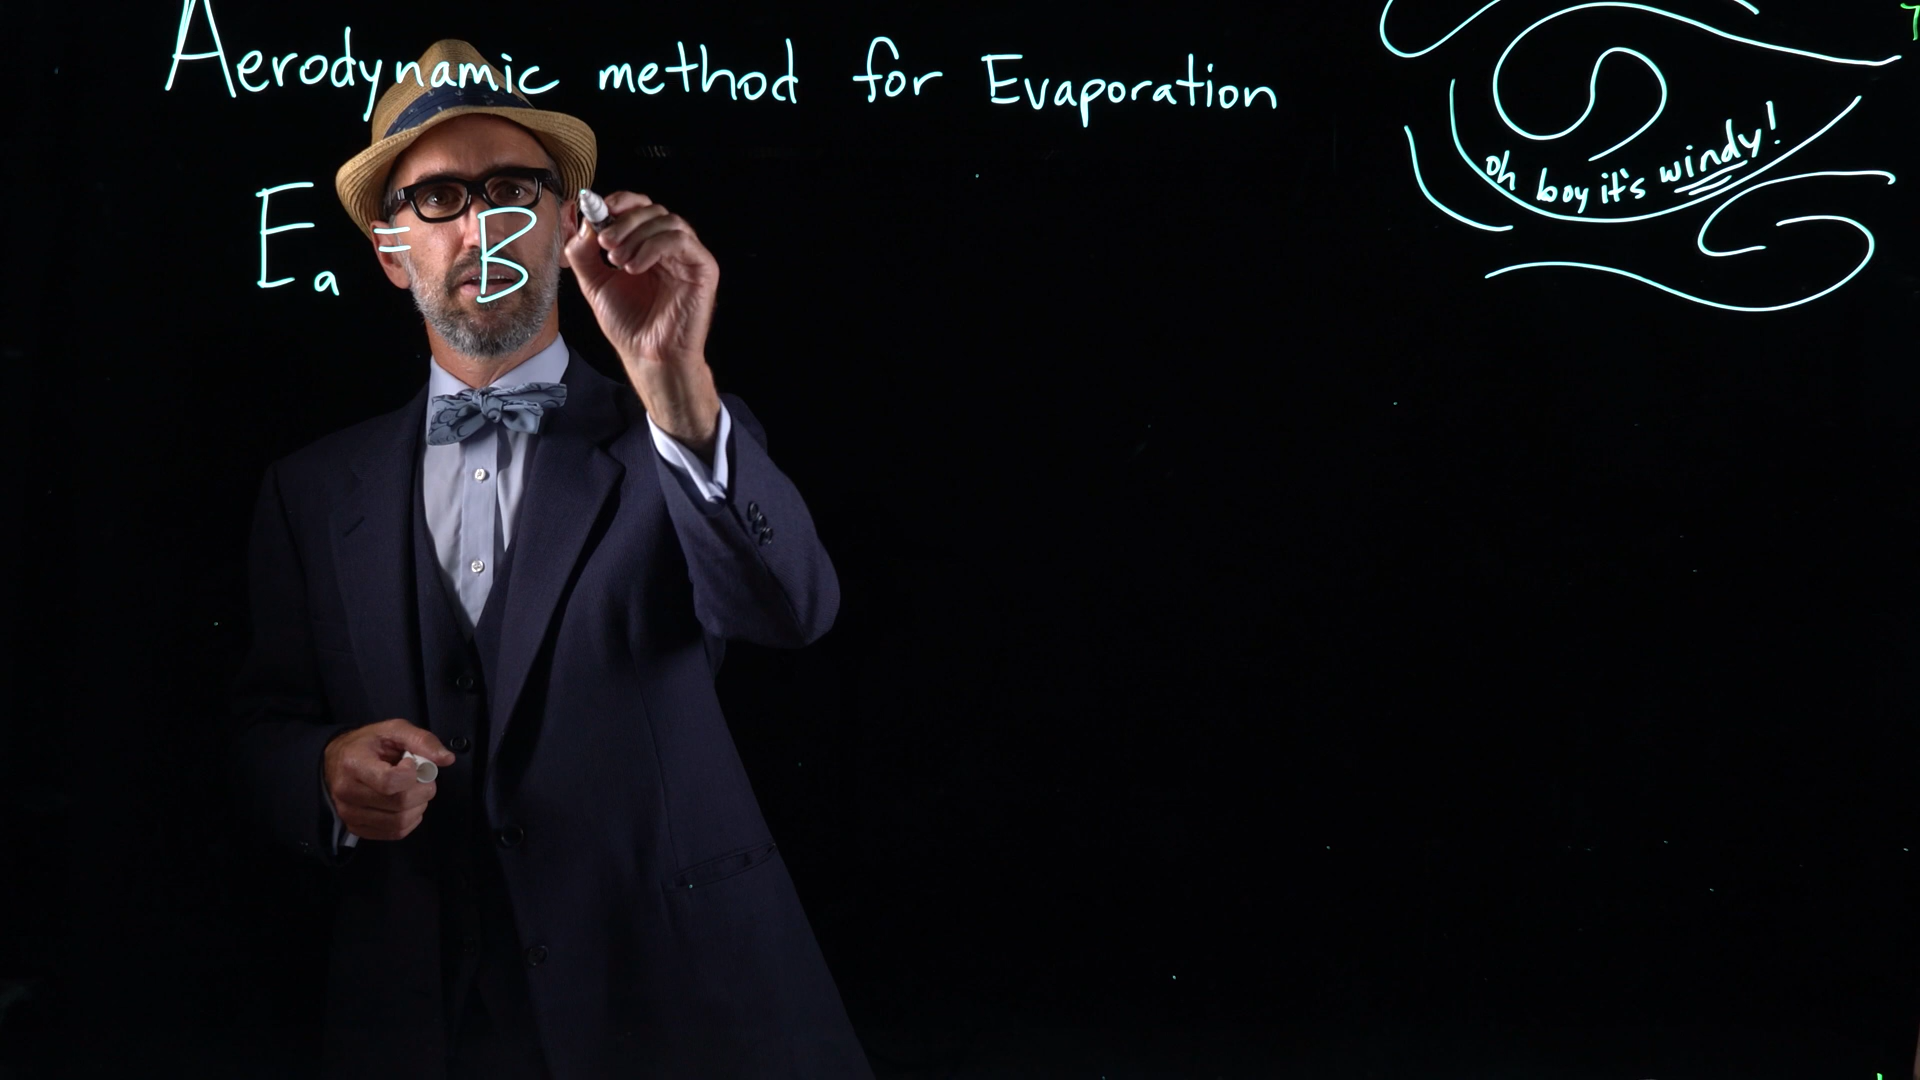 Aerodynamic method for Evaporation
oh boy it's windy!
Eₐ = B